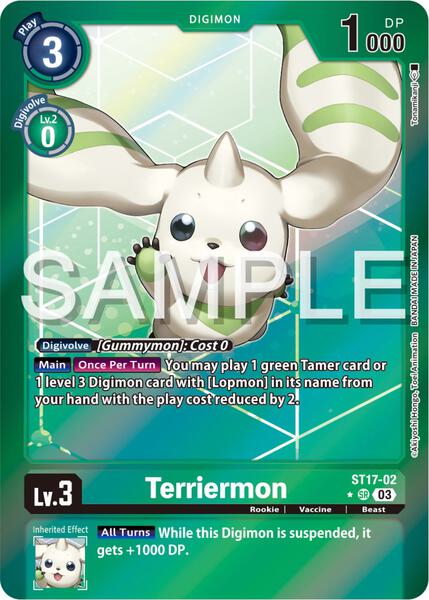 DIGIMON
Play
3
DP
1000
Digivolve
Lv.2
0
Tonamikanji
SAMPLE
©Akiyoshi Hongo, Toei Animation BANDAI MADE IN JAPAN
Digivolve [Gummymon]: Cost 0
Main Once Per Turn You may play 1 green Tamer card or
1 level 3 Digimon card with [Lopmon] in its name from
your hand with the play cost reduced by 2.
ST17-02
Lv.3 Terriermon SR 03
Rookie | Vaccine | Beast
Inherited Effect
All Turns While this Digimon is suspended, it
gets +1000 DP.